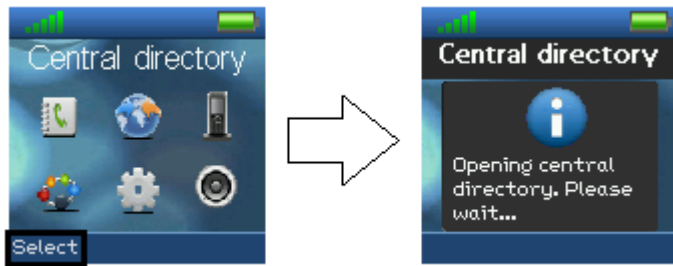 Central directory
Select
Central directory
Opening central
directory. Please
wait...